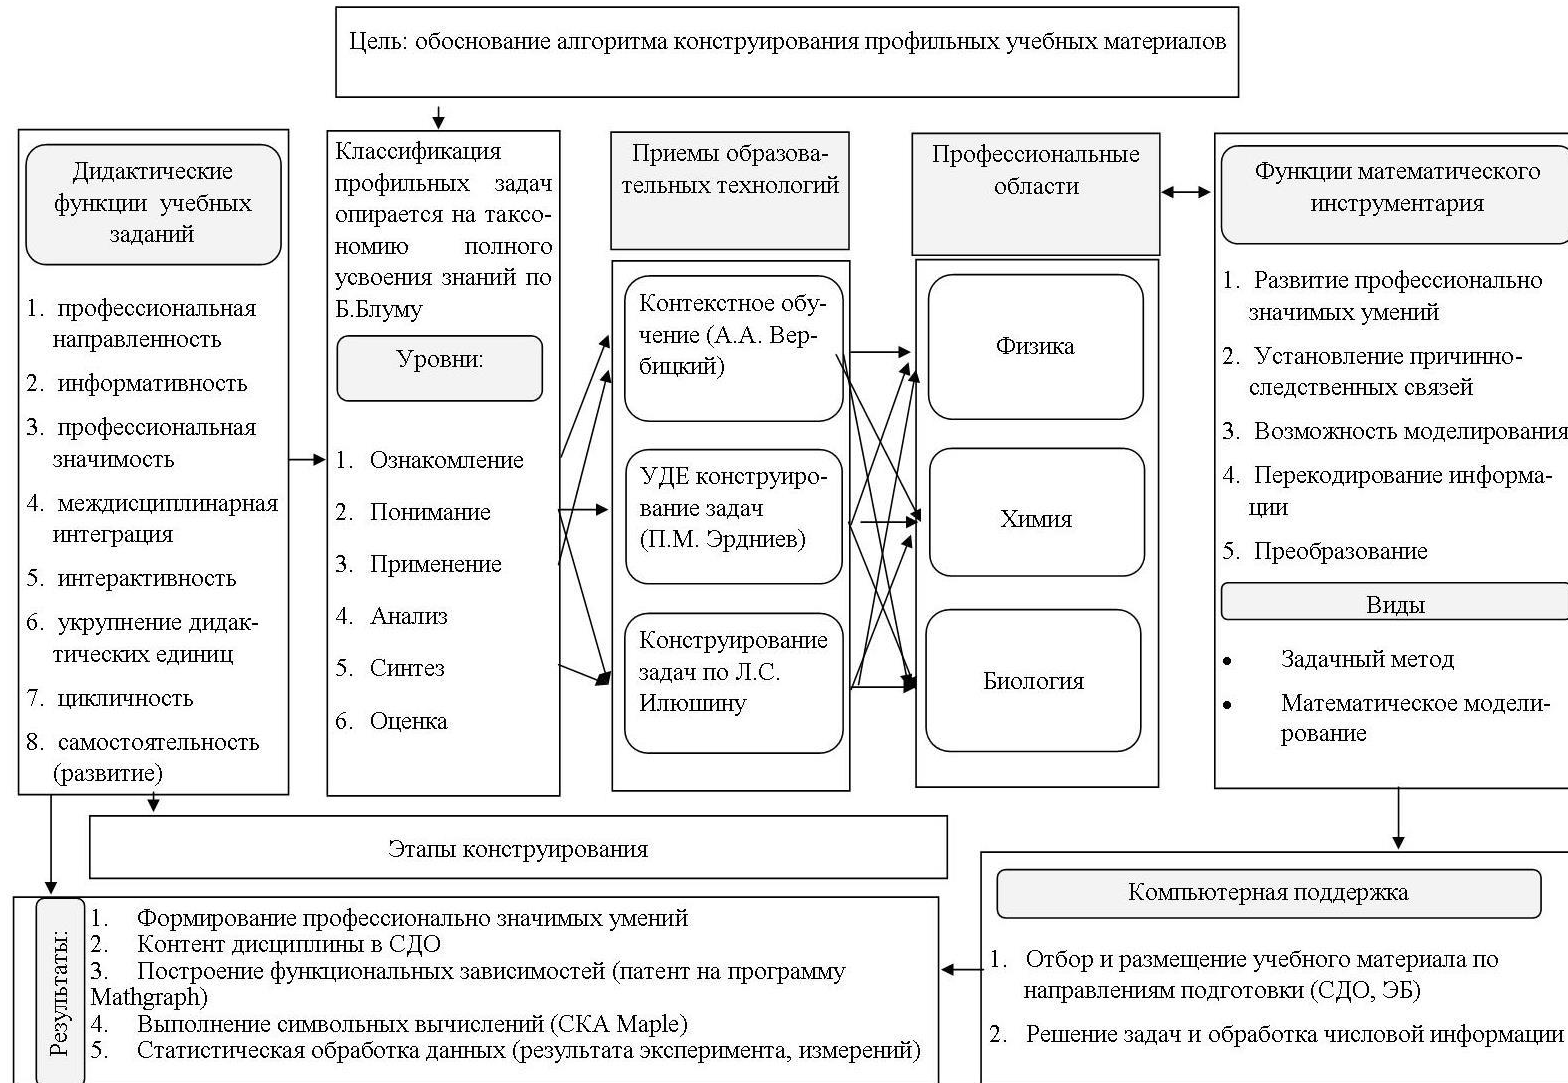 Цель: обоснование алгоритма конструирования профильных учебных материалов
Дидактические
функции учебных
заданий
1. профессиональная
направленность
2. информативность
3. профессиональная
значимость
4. междисциплинарная
интеграция
5. интерактивность
6. укрупнение дидак-
тических единиц
7. цикличность
8. самостоятельность
(развитие)
Классификация
профильных задач
опирается на таксо-
номию полного
усвоения знаний по
Б.Блуму
Уровни:
1. Ознакомление
2. Понимание
3. Применение
4. Анализ
5. Синтез
6. Оценка
Приемы образова-
тельных технологий
Контекстное обу-
чение (А.А. Вер-
бицкий)
УДЕ конструиро-
вание задач
(П.М. Эрдниев)
Конструирование
задач по Л.С.
Илюшину
Профессиональные
области
Физика
Химия
Биология
Функции математического
инструментария
1. Развитие профессионально
значимых умений
2. Установление причинно-
следственных связей
3. Возможность моделирования
4. Перекодирование информа-
ции
5. Преобразование
Виды
• Задачный метод
• Математическое модели-
рование
Этапы конструирования
Результаты:
1. Формирование профессионально значимых умений
2. Контент дисциплины в СДО
3. Построение функциональных зависимостей (патент на программу
Mathgraph)
4. Выполнение символьных вычислений (СКА Maple)
5. Статистическая обработка данных (результата эксперимента, измерений)
Компьютерная поддержка
1. Отбор и размещение учебного материала по
направлениям подготовки (СДО, ЭБ)
2. Решение задач и обработка числовой информации